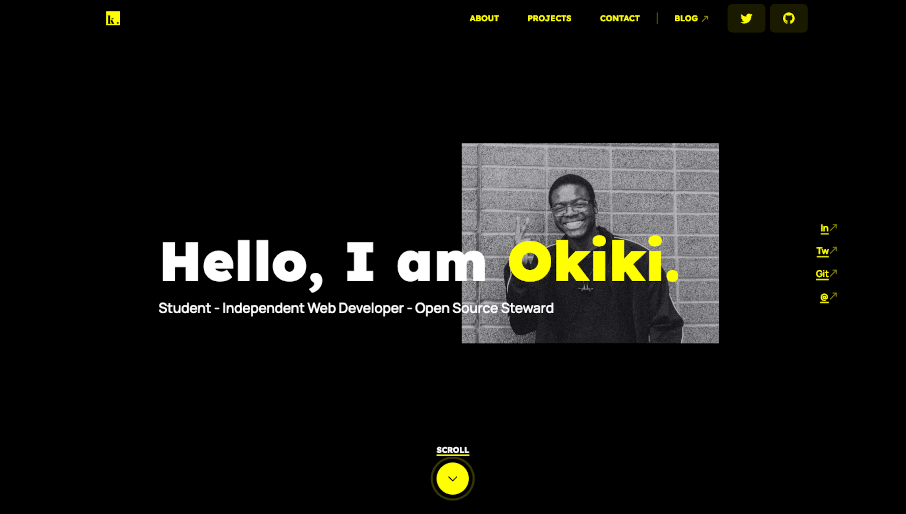 k.
ABOUT PROJECTS CONTACT BLOG
Hello, I am Okiki.
Student - Independent Web Developer - Open Source Steward
In
Tw
Git
@
SCROLL